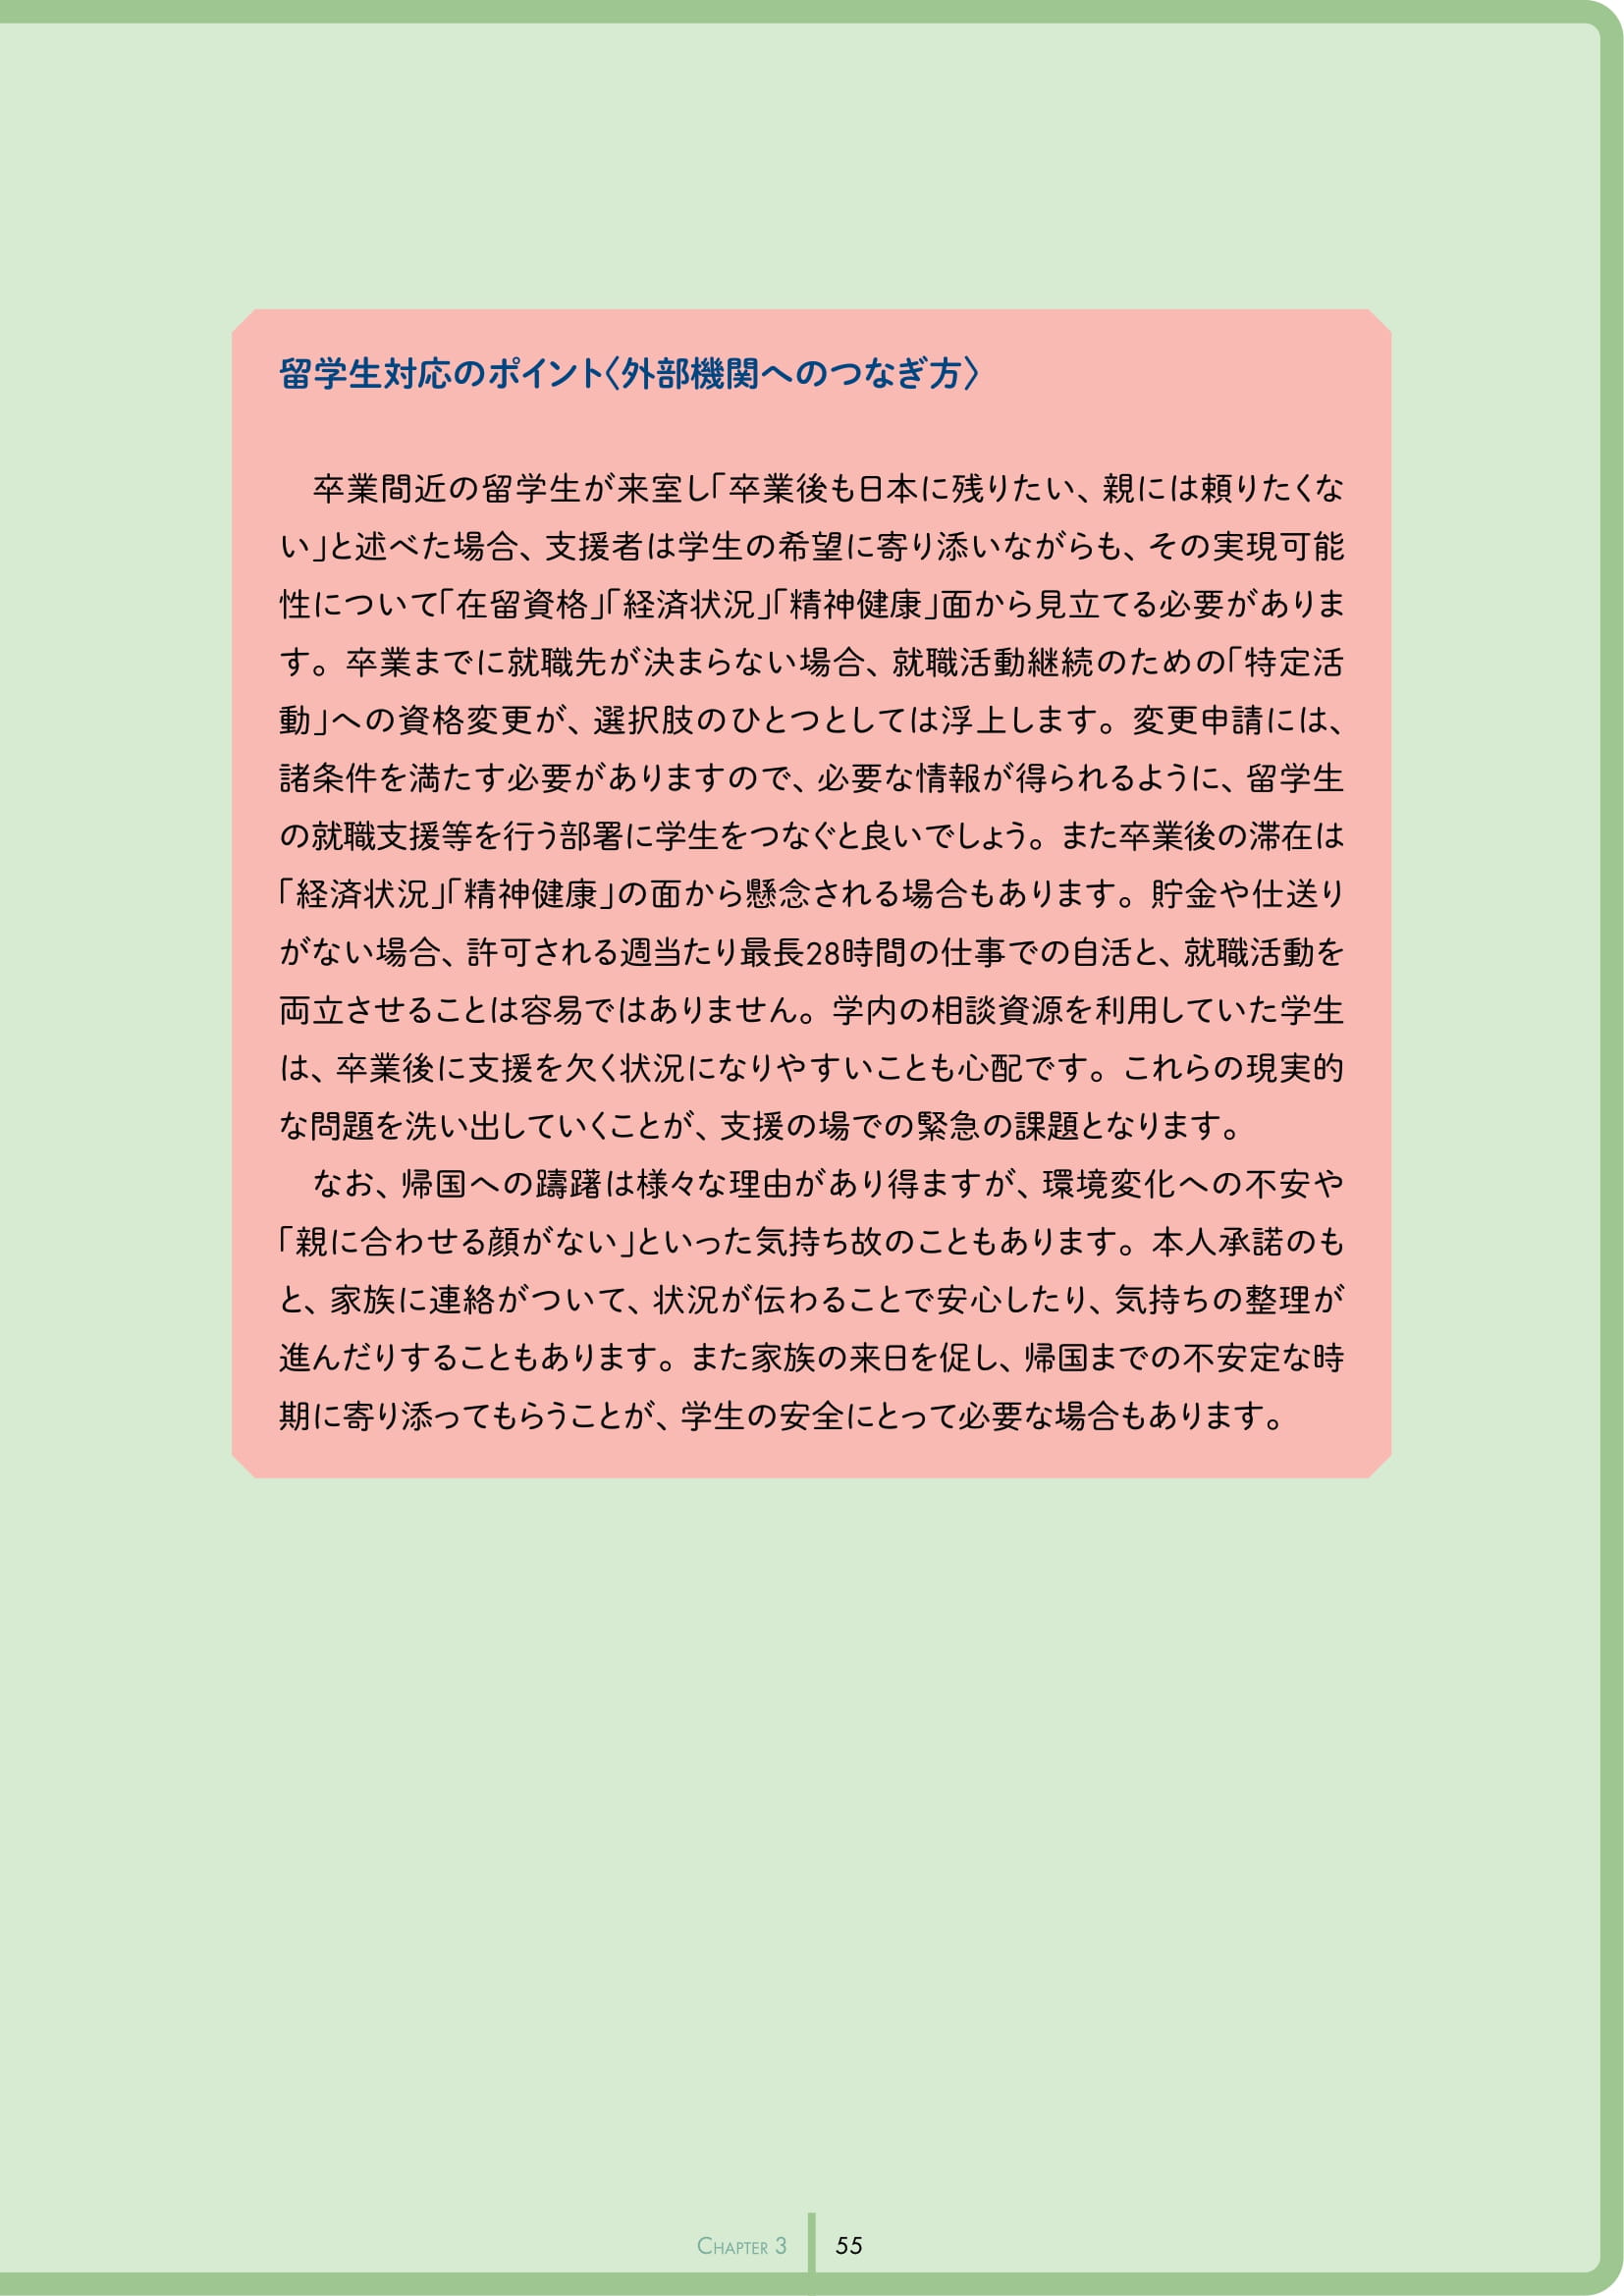 留学生対応のポイント〈外部機関へのつなぎ方〉
　卒業間近の留学生が来室し「卒業後も日本に残りたい、親には頼りたくな
い」と述べた場合、支援者は学生の希望に寄り添いながらも、その実現可能
性について「在留資格」「経済状況」「精神健康」面から見立てる必要がありま
す。卒業までに就職先が決まらない場合、就職活動継続のための「特定活
動」への資格変更が、選択肢のひとつとしては浮上します。変更申請には、
諸条件を満たす必要がありますので、必要な情報が得られるように、留学生
の就職支援等を行う部署に学生をつなぐと良いでしょう。また卒業後の滞在は
「経済状況」「精神健康」の面から懸念される場合もあります。貯金や仕送り
がない場合、許可される週当たり最長28時間の仕事での自活と、就職活動を
両立させることは容易ではありません。学内の相談資源を利用していた学生
は、卒業後に支援を欠く状況になりやすいことも心配です。これらの現実的
な問題を洗い出していくことが、支援の場での緊急の課題となります。
　なお、帰国への躊躇は様々な理由があり得ますが、環境変化への不安や
「親に合わせる顔がない」といった気持ち故のこともあります。本人承諾のも
と、家族に連絡がついて、状況が伝わることで安心したり、気持ちの整理が
進んだりすることもあります。また家族の来日を促し、帰国までの不安定な時
期に寄り添ってもらうことが、学生の安全にとって必要な場合もあります。
Chapter 3 55